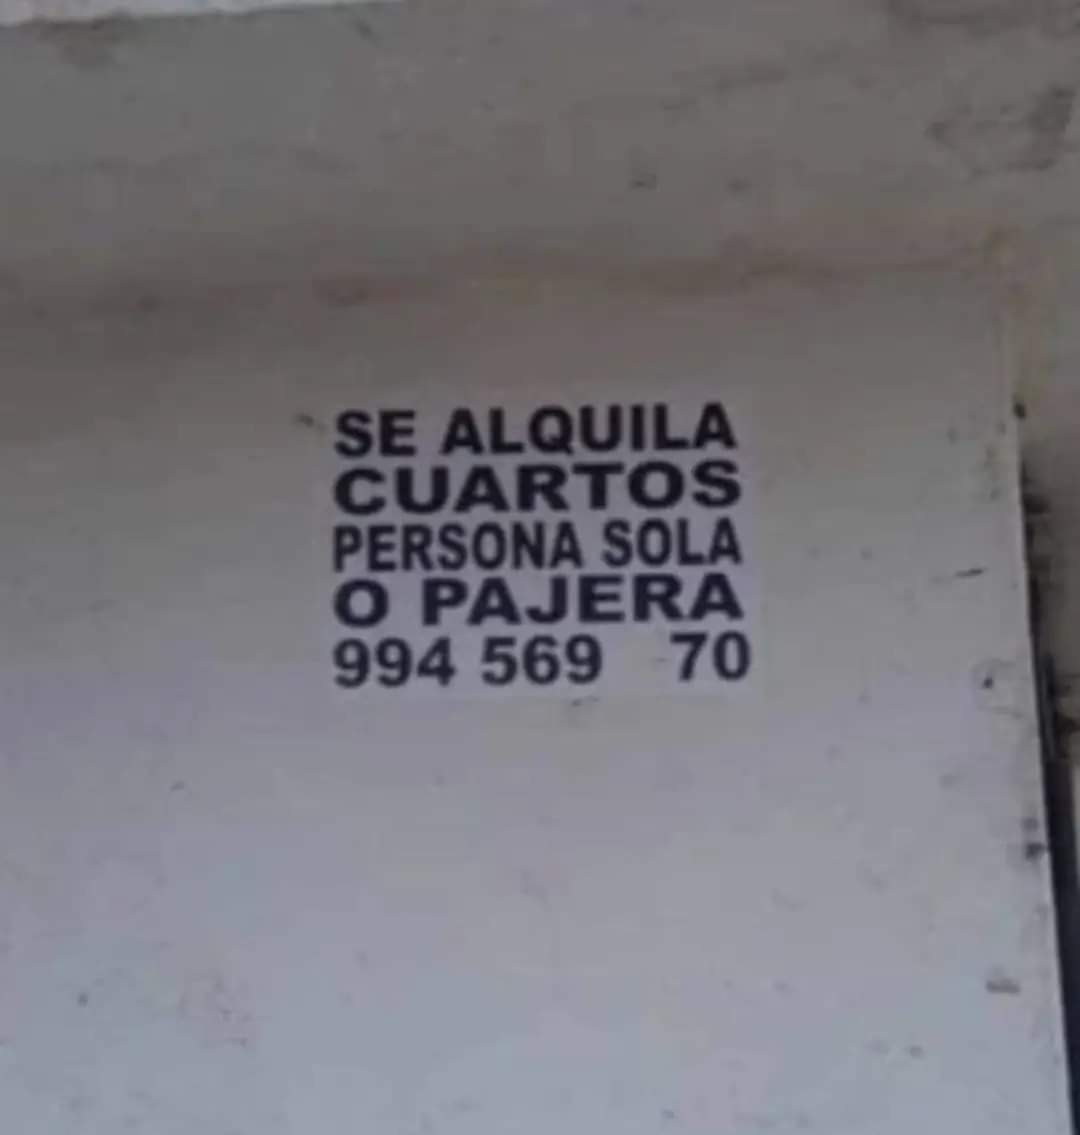 SE ALQUILA
CUARTOS
PERSONA SOLA
O PAJERA
994 569 70